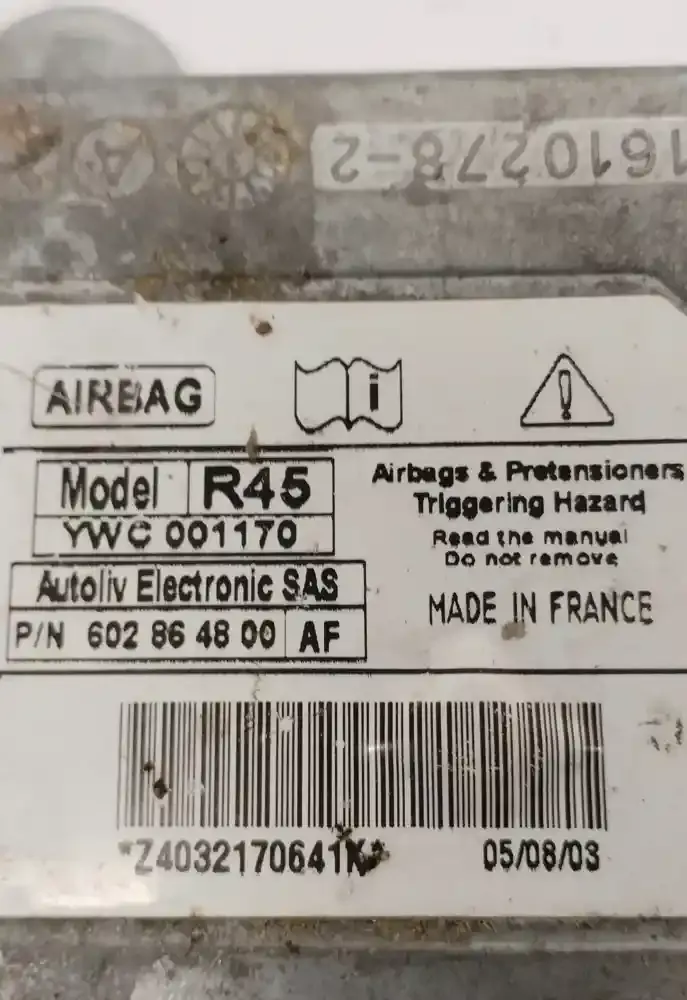 1610278-2
A
AIRBAG
i
!
Model R45
YWC 001170
Autoliv Electronic SAS
P/N 602 86 48 00 AF
Airbags & Pretensioners
Triggering Hazard
Read the manual
Do not remove
MADE IN FRANCE
*Z4032170641K*
05/08/03